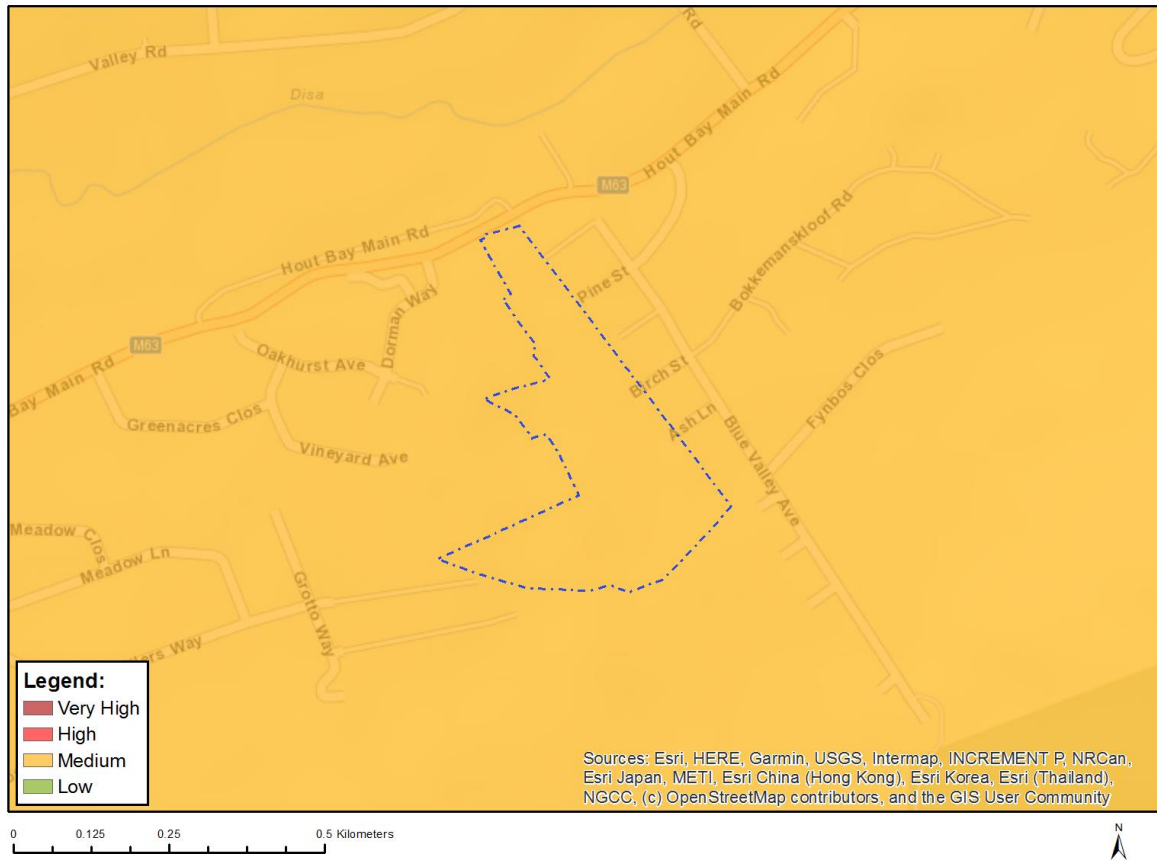 Rd
Valley Rd
Disa
Hout Bay Main Rd
M63
Hout Bay Main Rd
Bokkemanskloof Rd
Pine St
Dorman Way
M63
Oakhurst Ave
Bay Main Rd
Birch St
Fynbos Clos
Greenacres Clos
Ash Ln
Blue Valley Ave
Vineyard Ave
Meadow Clos
Meadow Ln
Grotto Way
ers Way
Legend:
Very High
High
Medium
Low
Sources: Esri, HERE, Garmin, USGS, Intermap, INCREMENT P, NRCan,
Esri Japan, METI, Esri China (Hong Kong), Esri Korea, Esri (Thailand),
NGCC, (c) OpenStreetMap contributors, and the GIS User Community
0 0.125 0.25 0.5 Kilometers
N